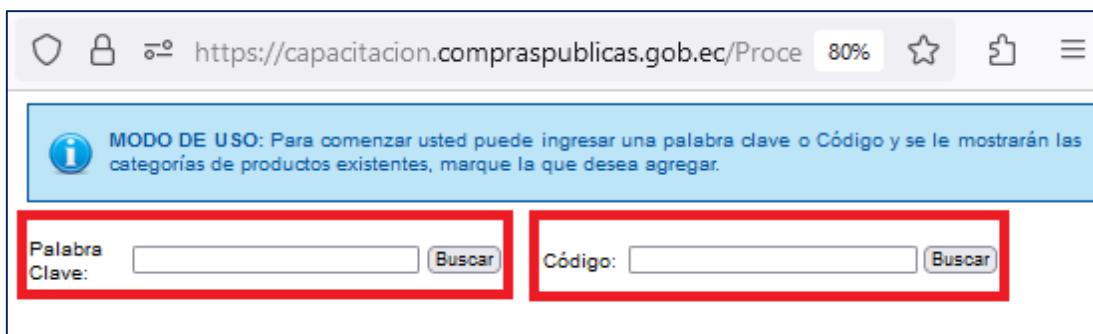 https://capacitacion.compraspublicas.gob.ec/Proce 80%
MODO DE USO: Para comenzar usted puede ingresar una palabra clave o Código y se le mostrarán las
categorías de productos existentes, marque la que desea agregar.
Palabra
Clave: Buscar Código: Buscar